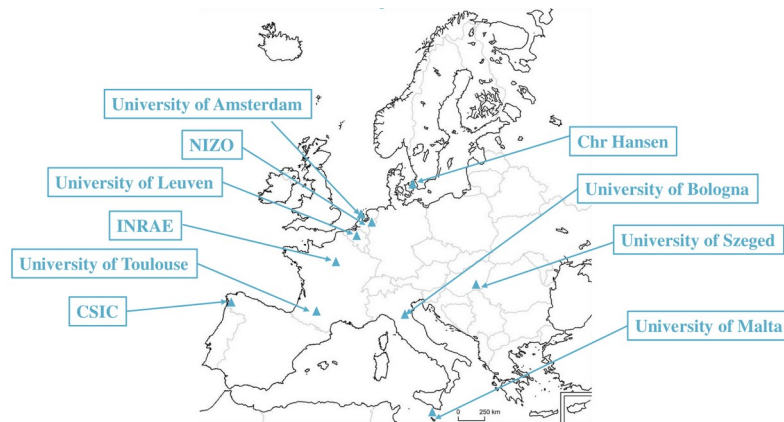 University of Amsterdam
NIZO
University of Leuven
INRAE
University of Toulouse
CSIC
Chr Hansen
University of Bologna
University of Szeged
University of Malta
0 250 km